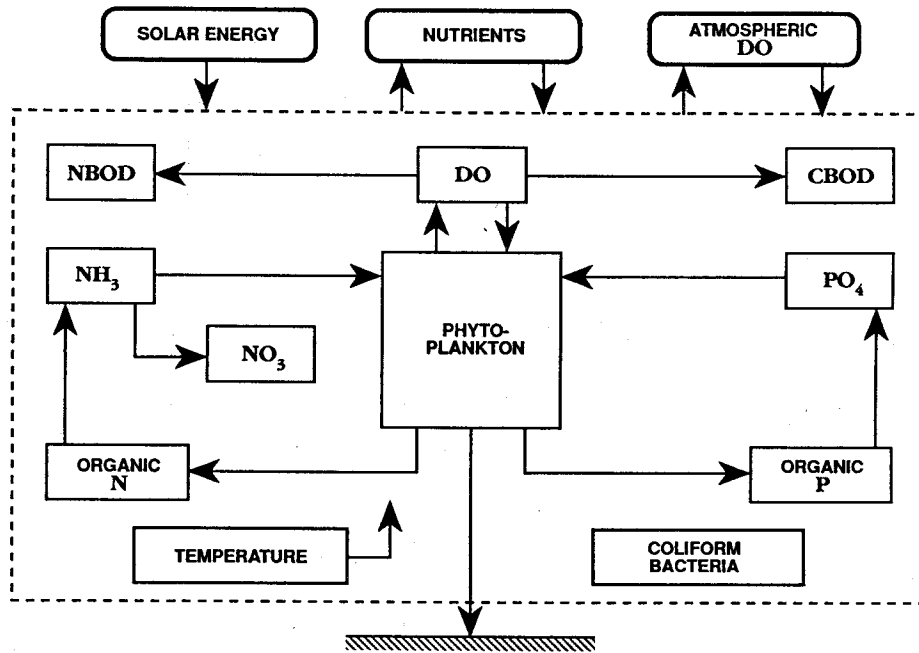 SOLAR ENERGY
NUTRIENTS
ATMOSPHERIC
DO
NBOD
DO
CBOD
NH₃
PO₄
PHYTO-
PLANKTON
NO₃
ORGANIC
N
ORGANIC
P
TEMPERATURE
COLIFORM
BACTERIA